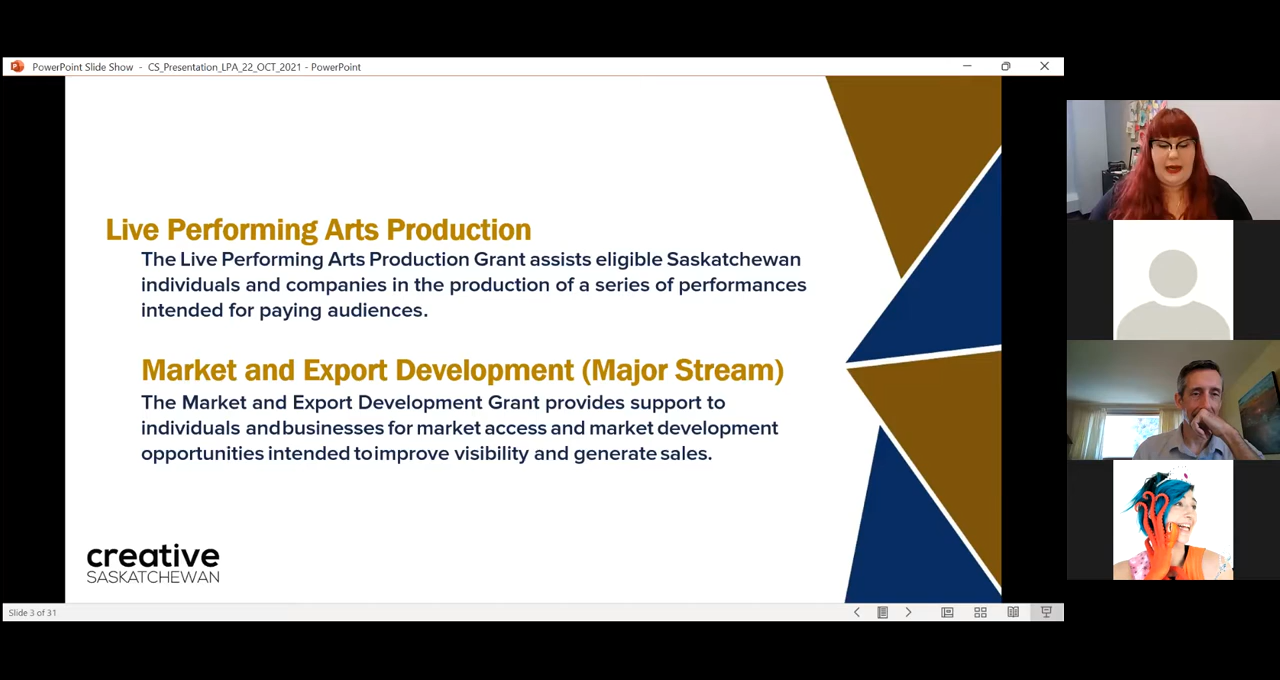 PowerPoint Slide Show - CS_Presentation_LPA_22_OCT_2021 - PowerPoint
Live Performing Arts Production
The Live Performing Arts Production Grant assists eligible Saskatchewan
individuals and companies in the production of a series of performances
intended for paying audiences.
Market and Export Development (Major Stream)
The Market and Export Development Grant provides support to
individuals andbusinesses for market access and market development
opportunities intended toimprove visibility and generate sales.
creative
SASKATCHEWAN
Slide 3 of 31